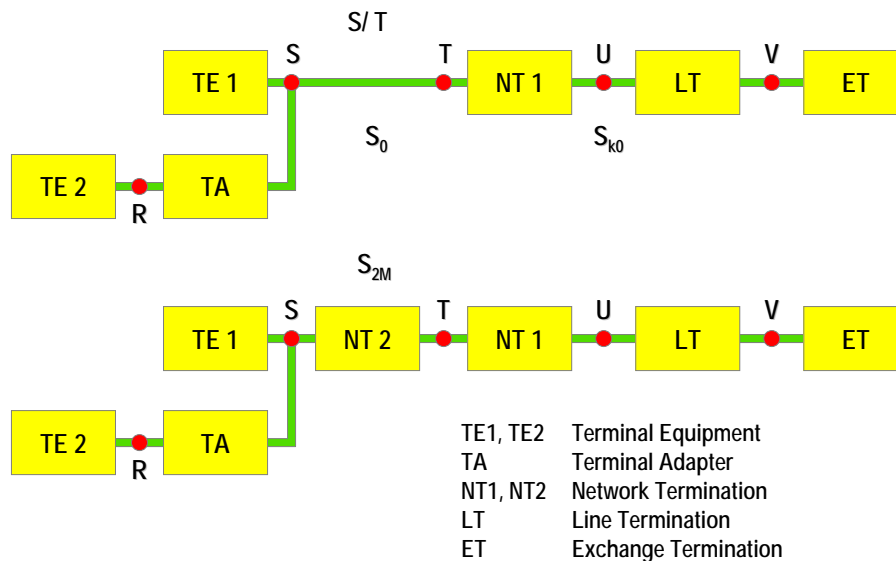 S/ T
S T U V
TE 1 NT 1 LT ET
S0 Sk0
TE 2 TA
R
S2M
S T U V
TE 1 NT 2 NT 1 LT ET
TE 2 TA
R
TE1, TE2 Terminal Equipment
TA Terminal Adapter
NT1, NT2 Network Termination
LT Line Termination
ET Exchange Termination